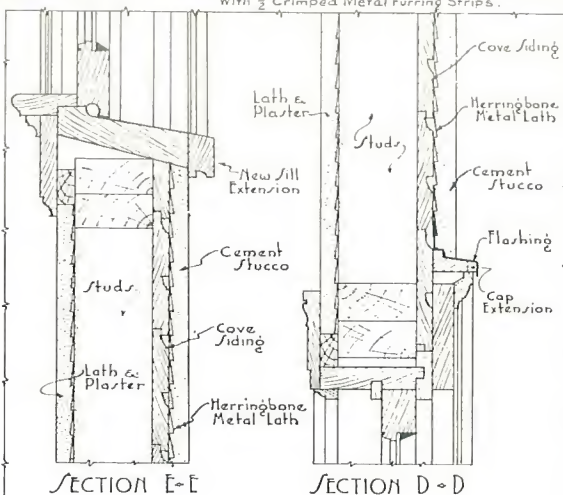 With ½ Crimped Metal Furring Strips.
New Sill
Extension
Cement
Stucco
Studs.
Cove
Siding
Lath &
Plaster
Herringbone
Metal Lath
SECTION E-E
Cove Siding
Lath &
Plaster
Herringbone
Metal Lath
Studs
Cement
Stucco
Flashing
Cap
Extension
SECTION D-D